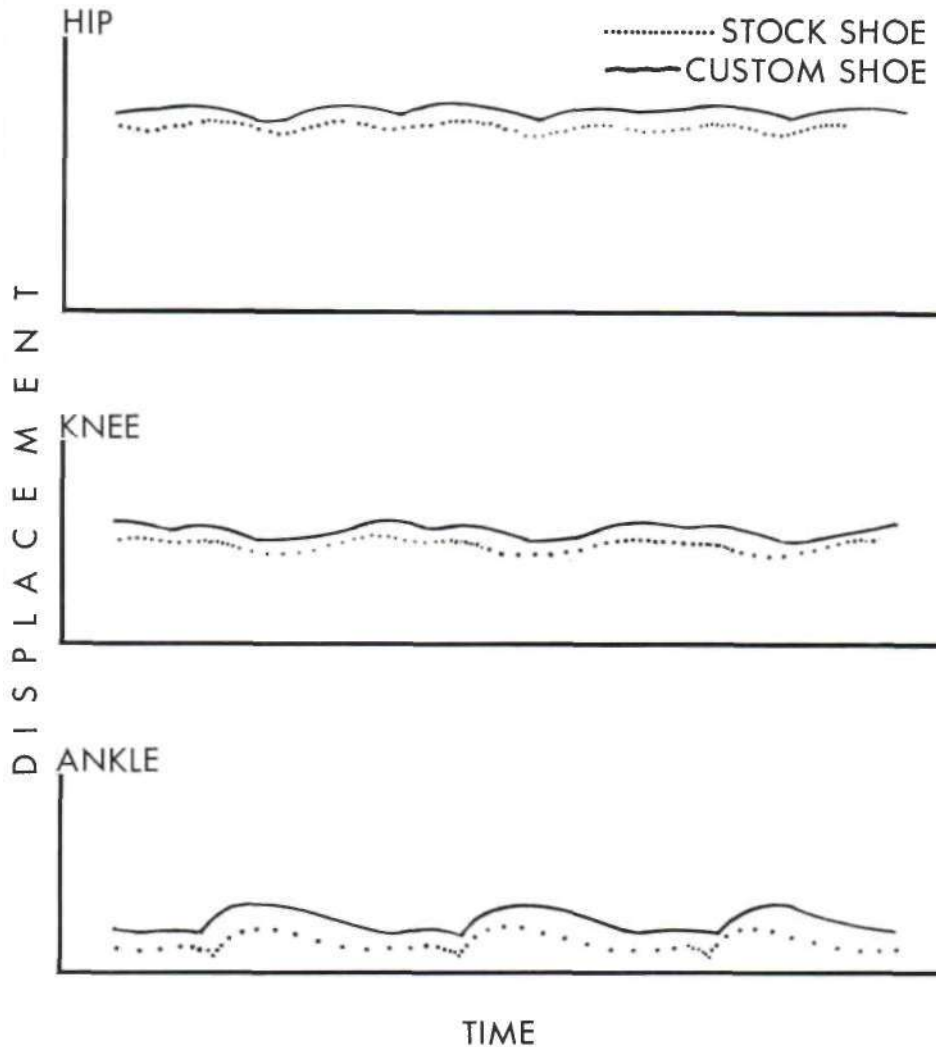 HIP
STOCK SHOE
CUSTOM SHOE
DISPLACEMENT
KNEE
ANKLE
TIME